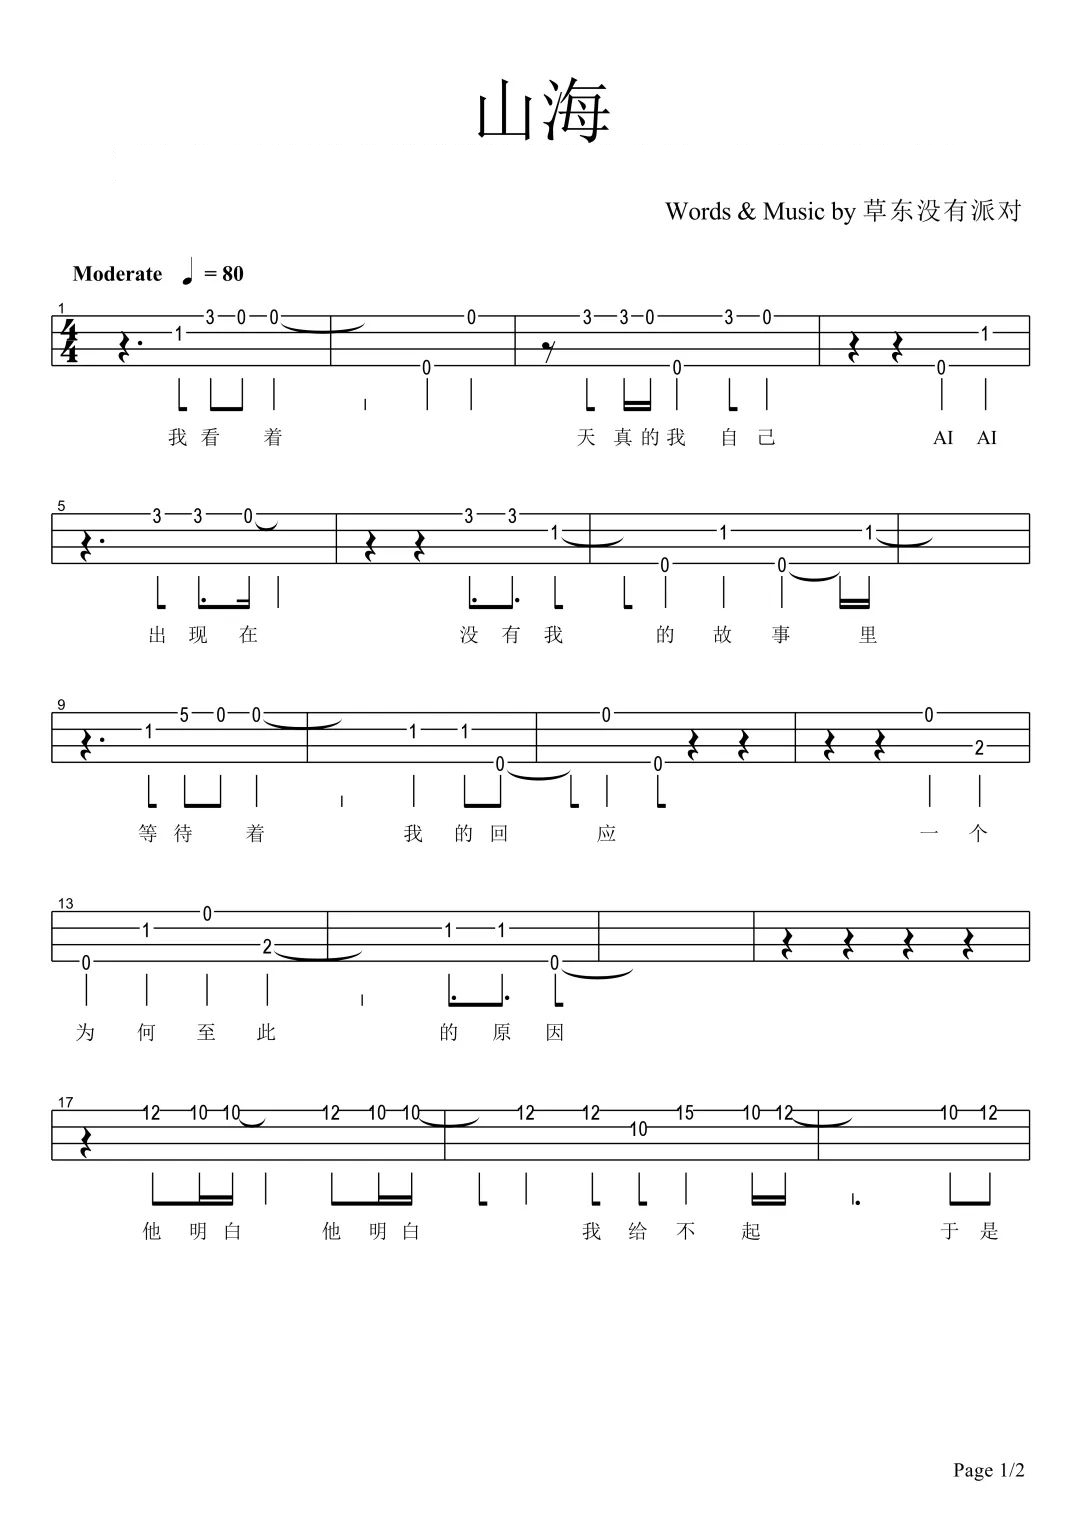 山海
Words & Music by 草东没有派对
Moderate = 80
1
4 4 1 3 0 0 0 0 3 3 0 0 3 0 0 1
我 看 着 天 真 的 我 自 己 AI AI
5
3 3 0 3 3 1 0 1 0 1
出 现 在 没 有 我 的 故 事 里
9
1 5 0 0 1 1 0 0 0 0 2
等 待 着 我 的 回 应 一 个
13
0 1 0 2 1 1 0
为 何 至 此 的 原 因
17
12 10 10 12 10 10 12 12 10 15 10 12 10 12
他 明 白 他 明 白 我 给 不 起 于 是
Page 1/2